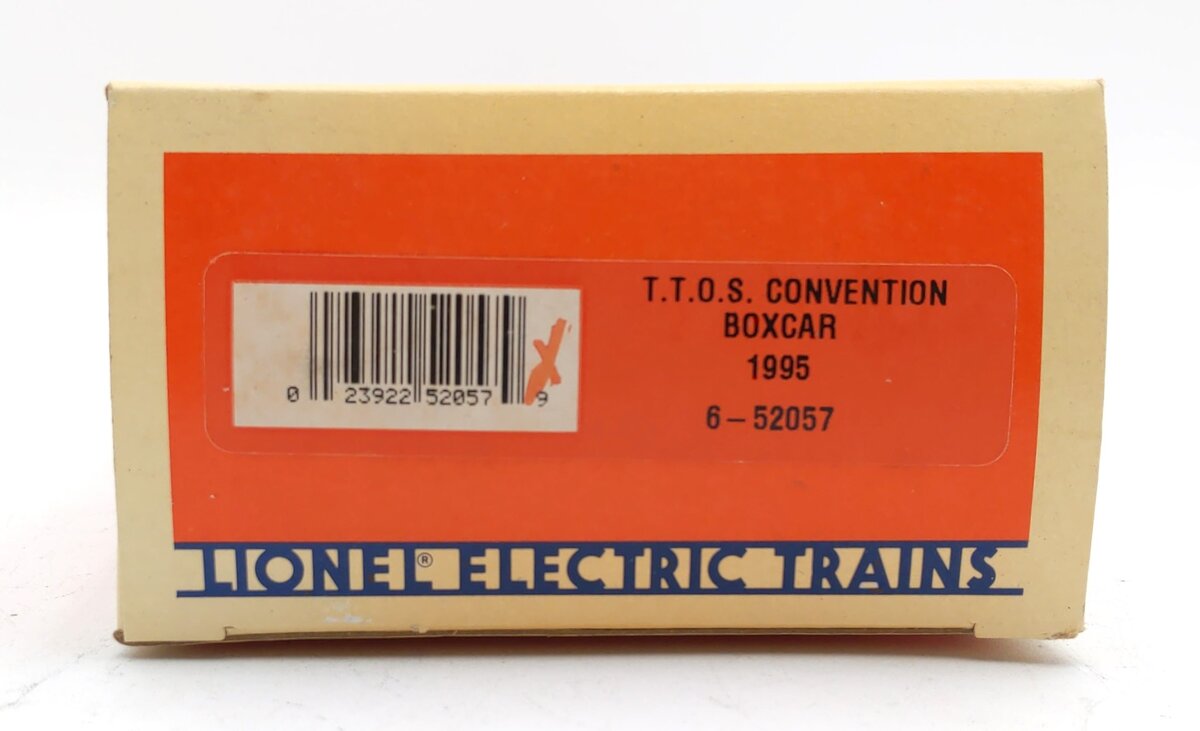 T.T.O.S. CONVENTION
BOXCAR
1995
6-52057
0 23922 52057 9
LIONEL® ELECTRIC TRAINS